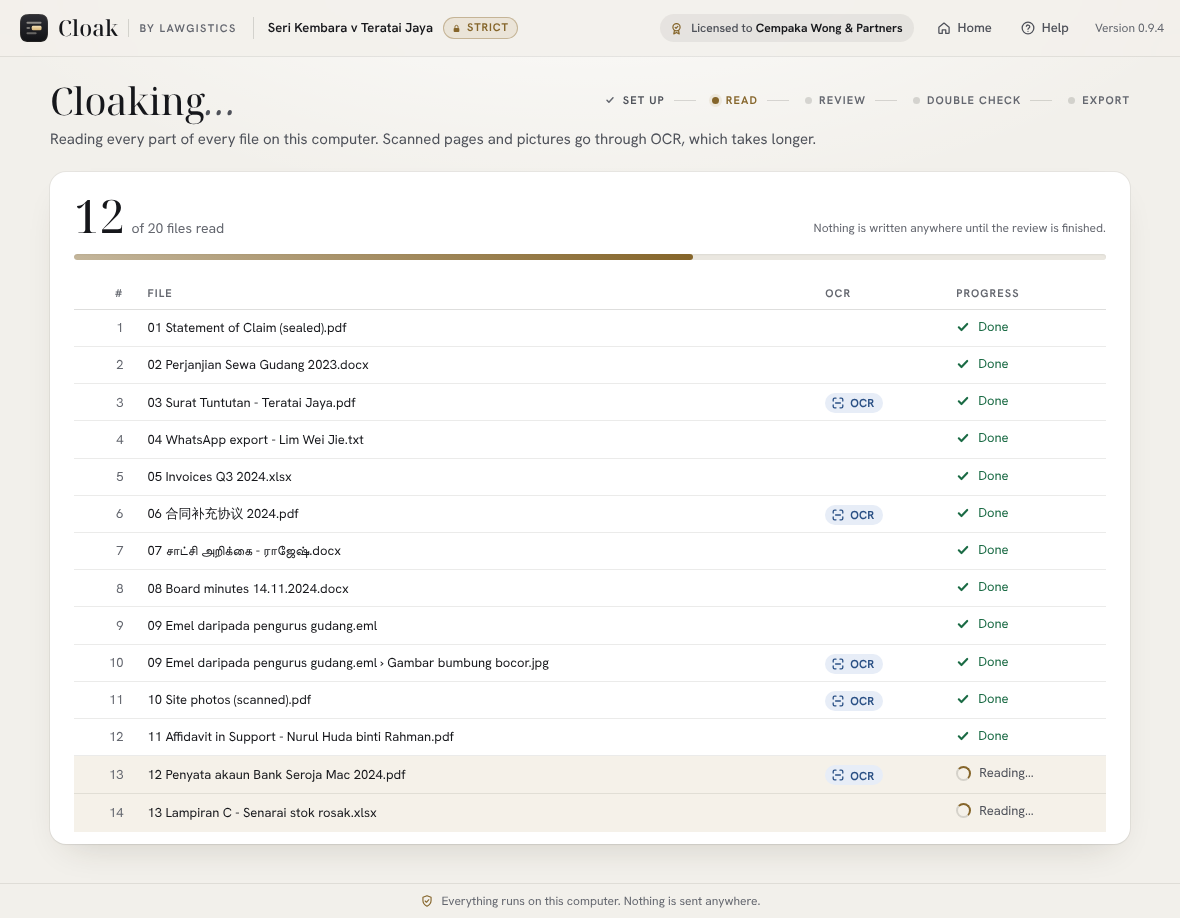 Cloak BY LAWGISTICS Seri Kembara v Teratai Jaya STRICT Licensed to Cempaka Wong & Partners Home Help Version 0.9.4
Cloaking...
SET UP READ REVIEW DOUBLE CHECK EXPORT
Reading every part of every file on this computer. Scanned pages and pictures go through OCR, which takes longer.
12 of 20 files read
Nothing is written anywhere until the review is finished.
# FILE OCR PROGRESS
1 01 Statement of Claim (sealed).pdf Done
2 02 Perjanjian Sewa Gudang 2023.docx Done
3 03 Surat Tuntutan - Teratai Jaya.pdf OCR Done
4 04 WhatsApp export - Lim Wei Jie.txt Done
5 05 Invoices Q3 2024.xlsx Done
6 06 合同补充协议 2024.pdf OCR Done
7 07 சாட்சி அறிக்கை - ராஜேஷ்.docx Done
8 08 Board minutes 14.11.2024.docx Done
9 09 Emel daripada pengurus gudang.eml Done
10 09 Emel daripada pengurus gudang.eml › Gambar bumbung bocor.jpg OCR Done
11 10 Site photos (scanned).pdf OCR Done
12 11 Affidavit in Support - Nurul Huda binti Rahman.pdf Done
13 12 Penyata akaun Bank Seroja Mac 2024.pdf OCR Reading...
14 13 Lampiran C - Senarai stok rosak.xlsx Reading...
Everything runs on this computer. Nothing is sent anywhere.